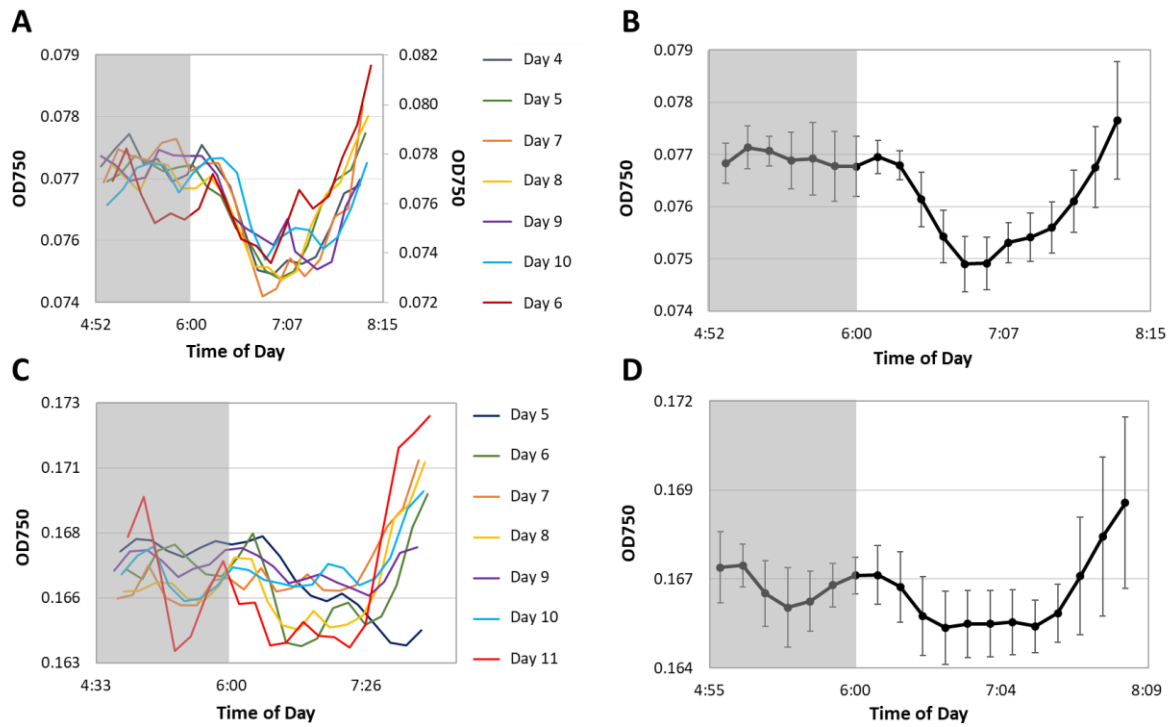 A
0.079
0.078
0.077
0.076
0.075
0.074
OD750
0.082
0.080
0.078
0.076
0.074
0.072
OD750
4:52
6:00
7:07
8:15
Time of Day
Day 4
Day 5
Day 7
Day 8
Day 9
Day 10
Day 6
B
0.079
0.078
0.077
0.076
0.075
0.074
OD750
4:52
6:00
7:07
8:15
Time of Day
C
0.173
0.171
0.168
0.166
0.163
OD750
4:33
6:00
7:26
Time of Day
Day 5
Day 6
Day 7
Day 8
Day 9
Day 10
Day 11
D
0.172
0.169
0.167
0.164
OD750
4:55
6:00
7:04
8:09
Time of Day